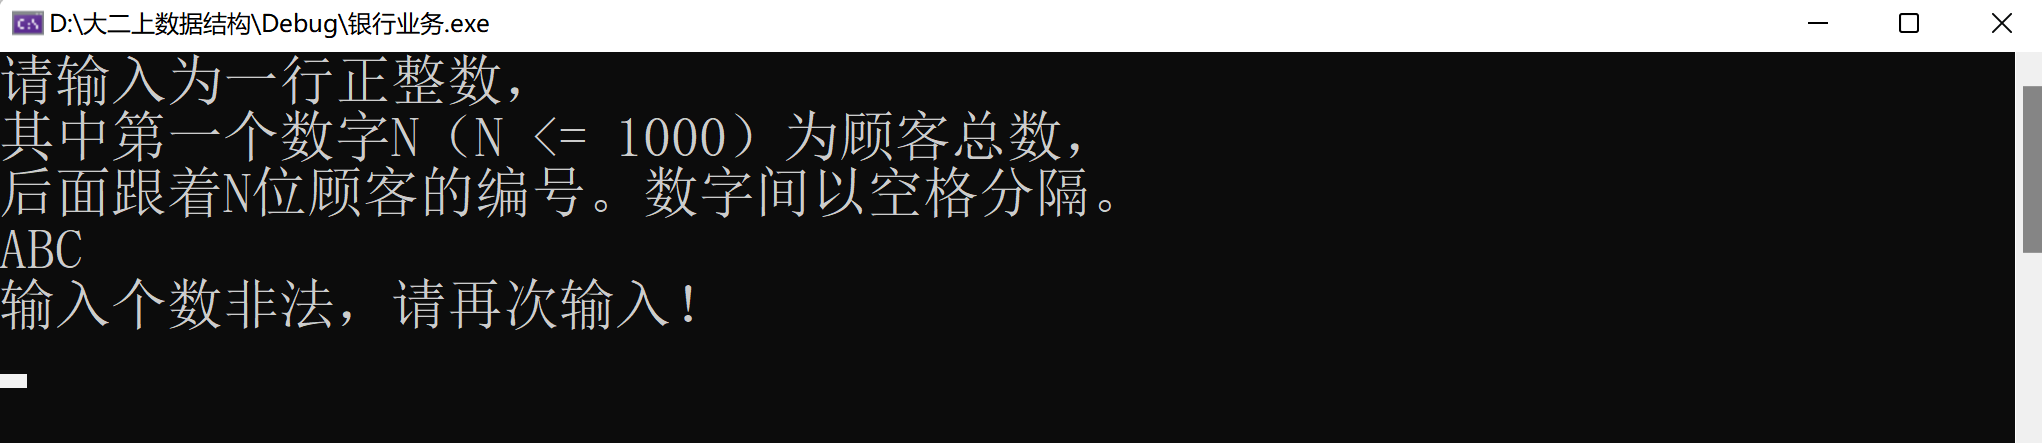 D:\大二上数据结构\Debug\银行业务.exe
请输入为一行正整数，
其中第一个数字N（N <= 1000）为顾客总数，
后面跟着N位顾客的编号。数字间以空格分隔。
ABC
输入个数非法，请再次输入！